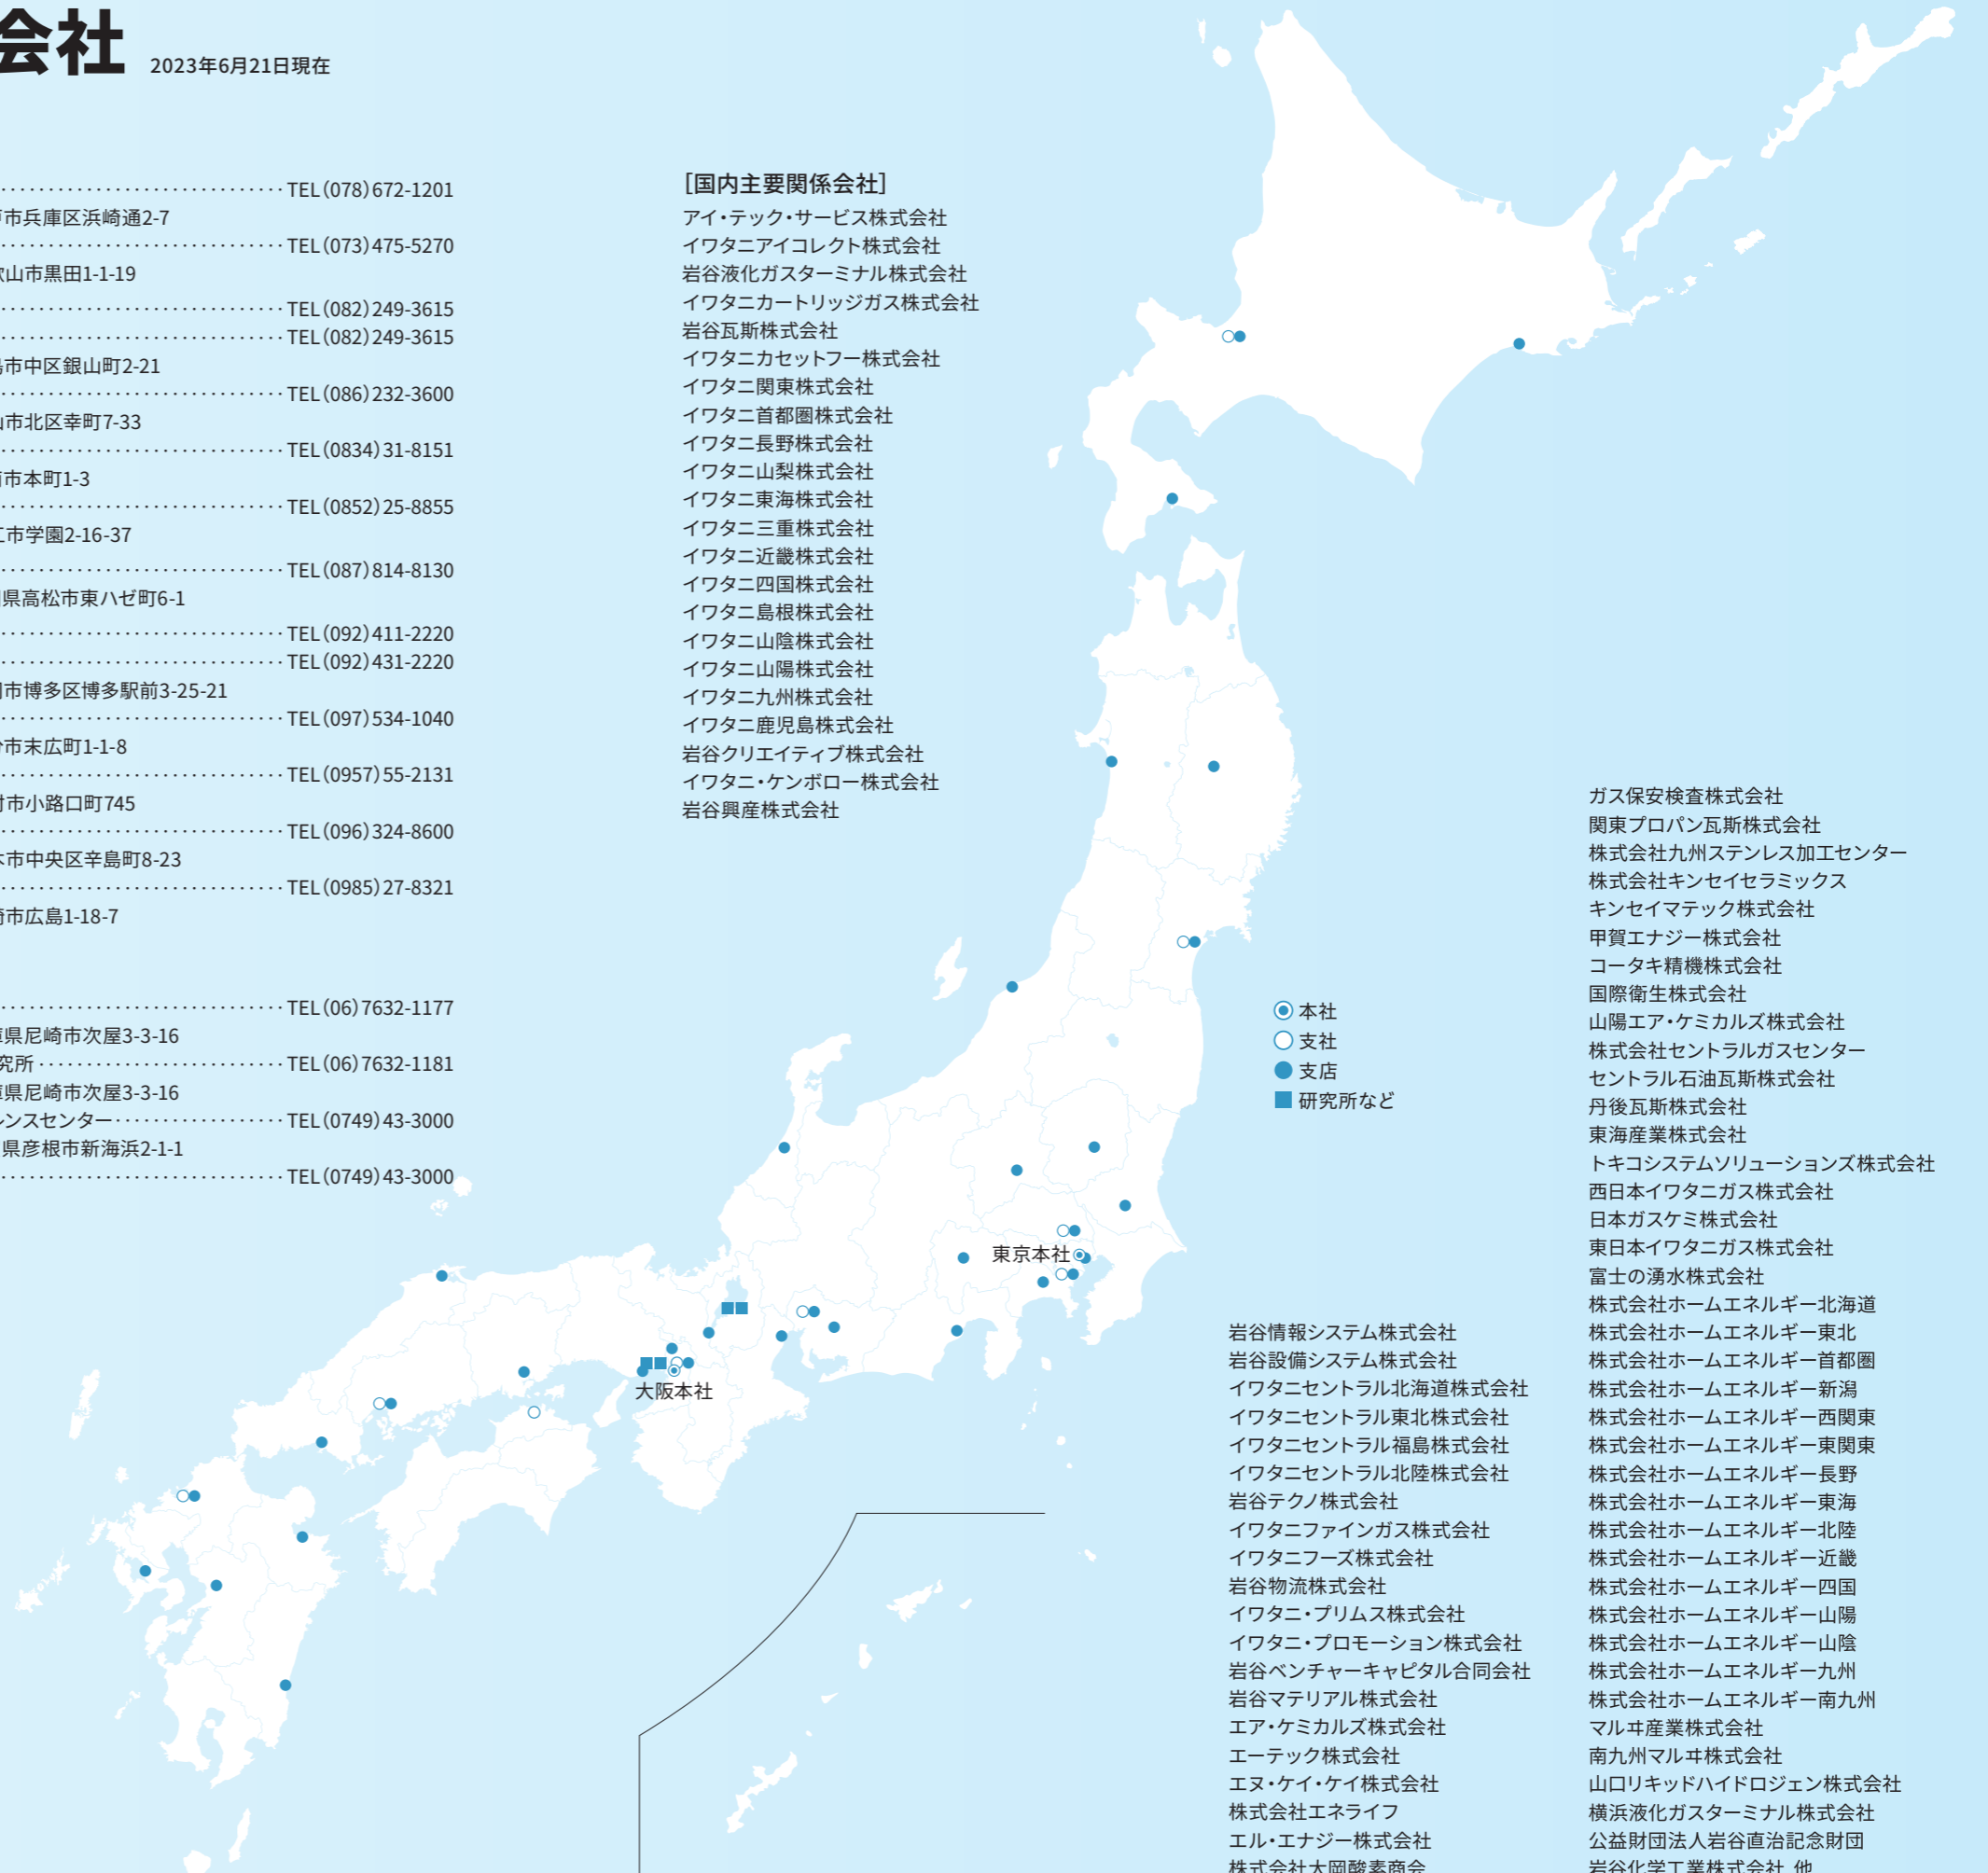 会社 2023年6月21日現在
TEL(078)672-1201
市兵庫区浜崎通2-7
TEL(073)475-5270
山市黒田1-1-19
TEL(082)249-3615
TEL(082)249-3615
市中区銀山町2-21
TEL(086)232-3600
市北区幸町7-33
TEL(0834)31-8151
市本町1-3
TEL(0852)25-8855
市学園2-16-37
TEL(087)814-8130
県高松市東ハゼ町6-1
TEL(092)411-2220
TEL(092)431-2220
市博多区博多駅前3-25-21
TEL(097)534-1040
市末広町1-1-8
TEL(0957)55-2131
市小路口町745
TEL(096)324-8600
市中央区辛島町8-23
TEL(0985)27-8321
市広島1-18-7
TEL(06)7632-1177
県尼崎市次屋3-3-16
究所 TEL(06)7632-1181
県尼崎市次屋3-3-16
ンスセンター TEL(0749)43-3000
県彦根市新海浜2-1-1
TEL(0749)43-3000
[国内主要関係会社]
アイ・テック・サービス株式会社
イワタニアイコレクト株式会社
岩谷液化ガスターミナル株式会社
イワタニカートリッジガス株式会社
岩谷瓦斯株式会社
イワタニカセットフー株式会社
イワタニ関東株式会社
イワタニ首都圏株式会社
イワタニ長野株式会社
イワタニ山梨株式会社
イワタニ東海株式会社
イワタニ三重株式会社
イワタニ近畿株式会社
イワタニ四国株式会社
イワタニ島根株式会社
イワタニ山陰株式会社
イワタニ山陽株式会社
イワタニ九州株式会社
イワタニ鹿児島株式会社
岩谷クリエイティブ株式会社
イワタニ・ケンボロー株式会社
岩谷興産株式会社
本社
支社
支店
研究所など
東京本社
大阪本社
岩谷情報システム株式会社
岩谷設備システム株式会社
イワタニセントラル北海道株式会社
イワタニセントラル東北株式会社
イワタニセントラル福島株式会社
イワタニセントラル北陸株式会社
岩谷テクノ株式会社
イワタニファインガス株式会社
イワタニフーズ株式会社
岩谷物流株式会社
イワタニ・プリムス株式会社
イワタニ・プロモーション株式会社
岩谷ベンチャーキャピタル合同会社
岩谷マテリアル株式会社
エア・ケミカルズ株式会社
エーテック株式会社
エヌ・ケイ・ケイ株式会社
株式会社エネライフ
エル・エナジー株式会社
株式会社大岡酸素商会
ガス保安検査株式会社
関東プロパン瓦斯株式会社
株式会社九州ステンレス加工センター
株式会社キンセイセラミックス
キンセイマテック株式会社
甲賀エナジー株式会社
コータキ精機株式会社
国際衛生株式会社
山陽エア・ケミカルズ株式会社
株式会社セントラルガスセンター
セントラル石油瓦斯株式会社
丹後瓦斯株式会社
東海産業株式会社
トキコシステムソリューションズ株式会社
西日本イワタニガス株式会社
日本ガスケミ株式会社
東日本イワタニガス株式会社
富士の湧水株式会社
株式会社ホームエネルギー北海道
株式会社ホームエネルギー東北
株式会社ホームエネルギー首都圏
株式会社ホームエネルギー新潟
株式会社ホームエネルギー西関東
株式会社ホームエネルギー東関東
株式会社ホームエネルギー長野
株式会社ホームエネルギー東海
株式会社ホームエネルギー北陸
株式会社ホームエネルギー近畿
株式会社ホームエネルギー四国
株式会社ホームエネルギー山陽
株式会社ホームエネルギー山陰
株式会社ホームエネルギー九州
株式会社ホームエネルギー南九州
マルヰ産業株式会社
南九州マルヰ株式会社
山口リキッドハイドロジェン株式会社
横浜液化ガスターミナル株式会社
公益財団法人岩谷直治記念財団
岩谷化学工業株式会社 他